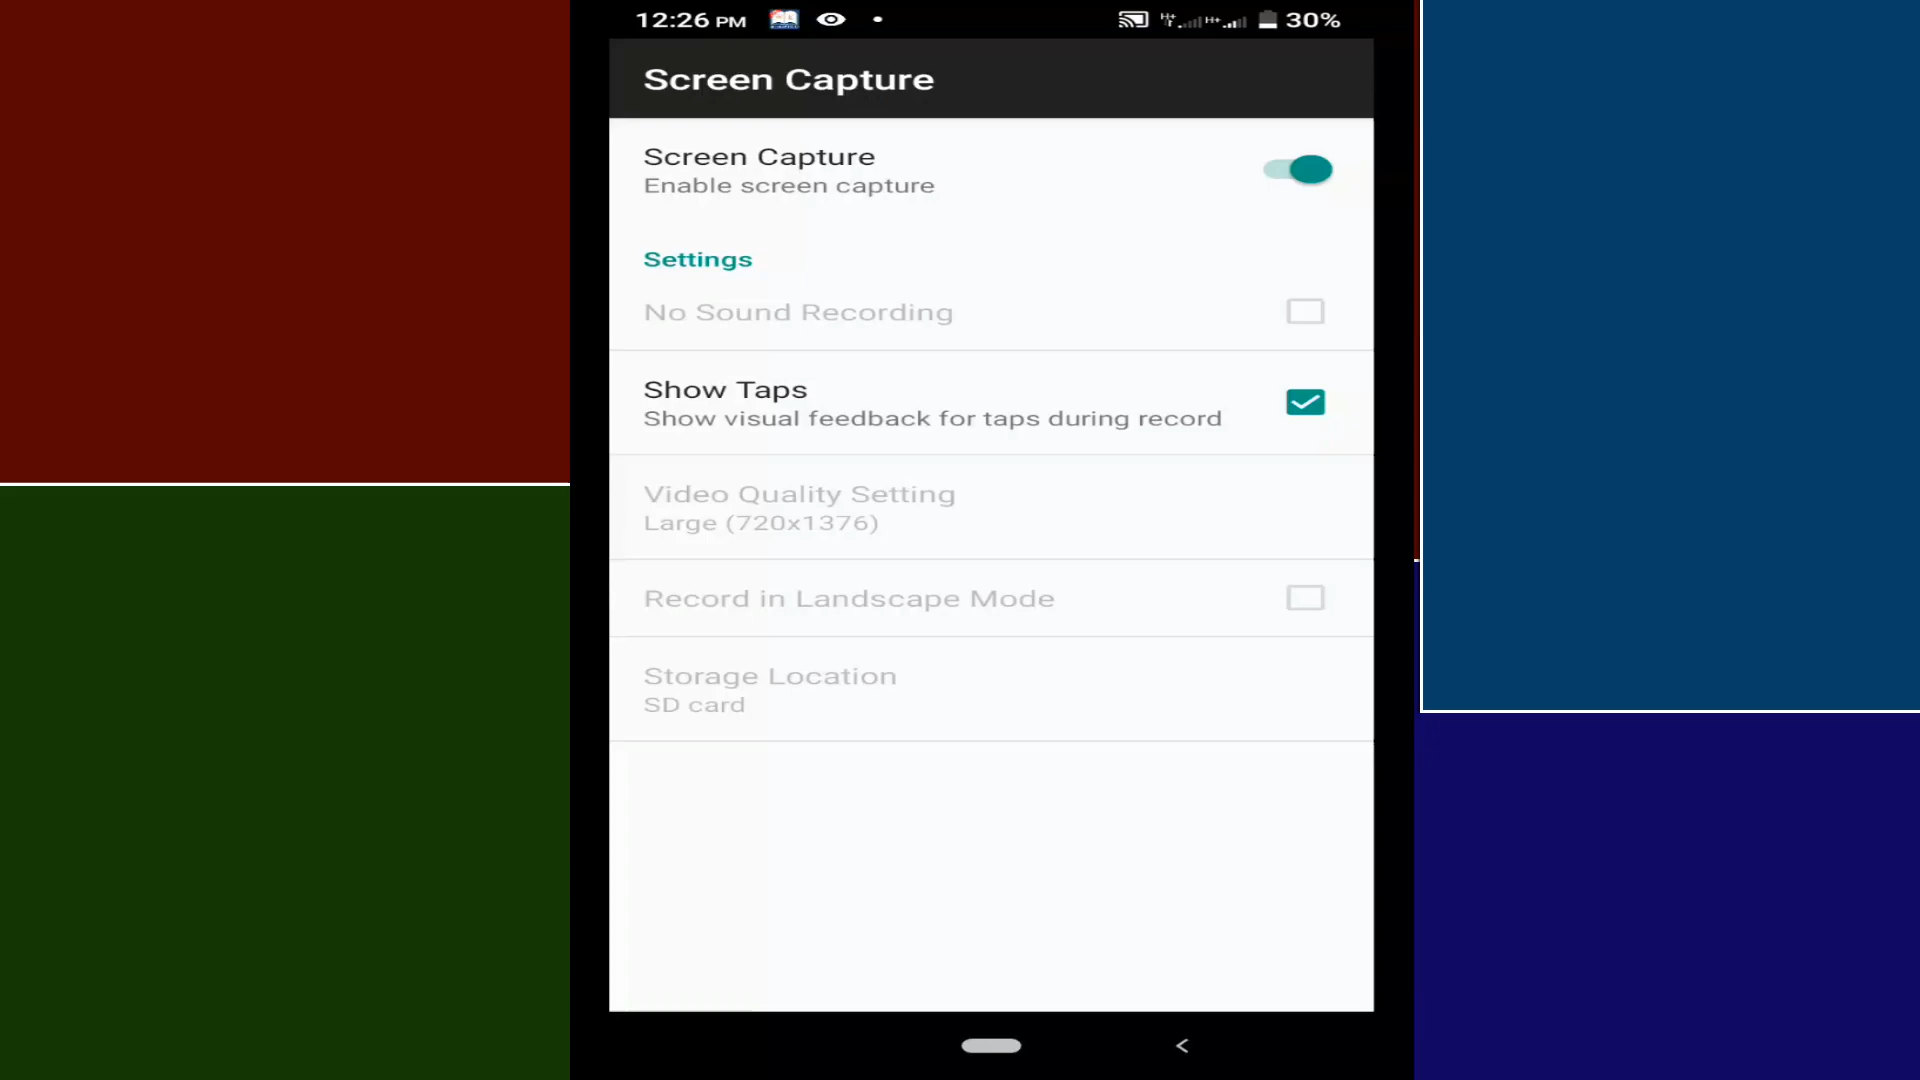 12:26 PM
30%
Screen Capture
Screen Capture
Enable screen capture
Settings
No Sound Recording
Show Taps
Show visual feedback for taps during record
Video Quality Setting
Large (720x1376)
Record in Landscape Mode
Storage Location
SD card